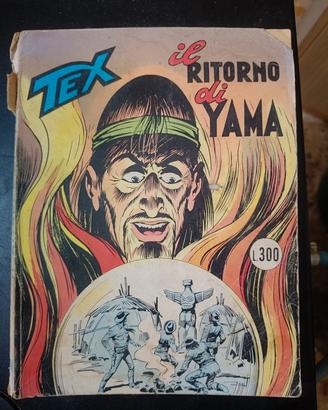 TEX
il
RITORNO
di
YAMA
L.300